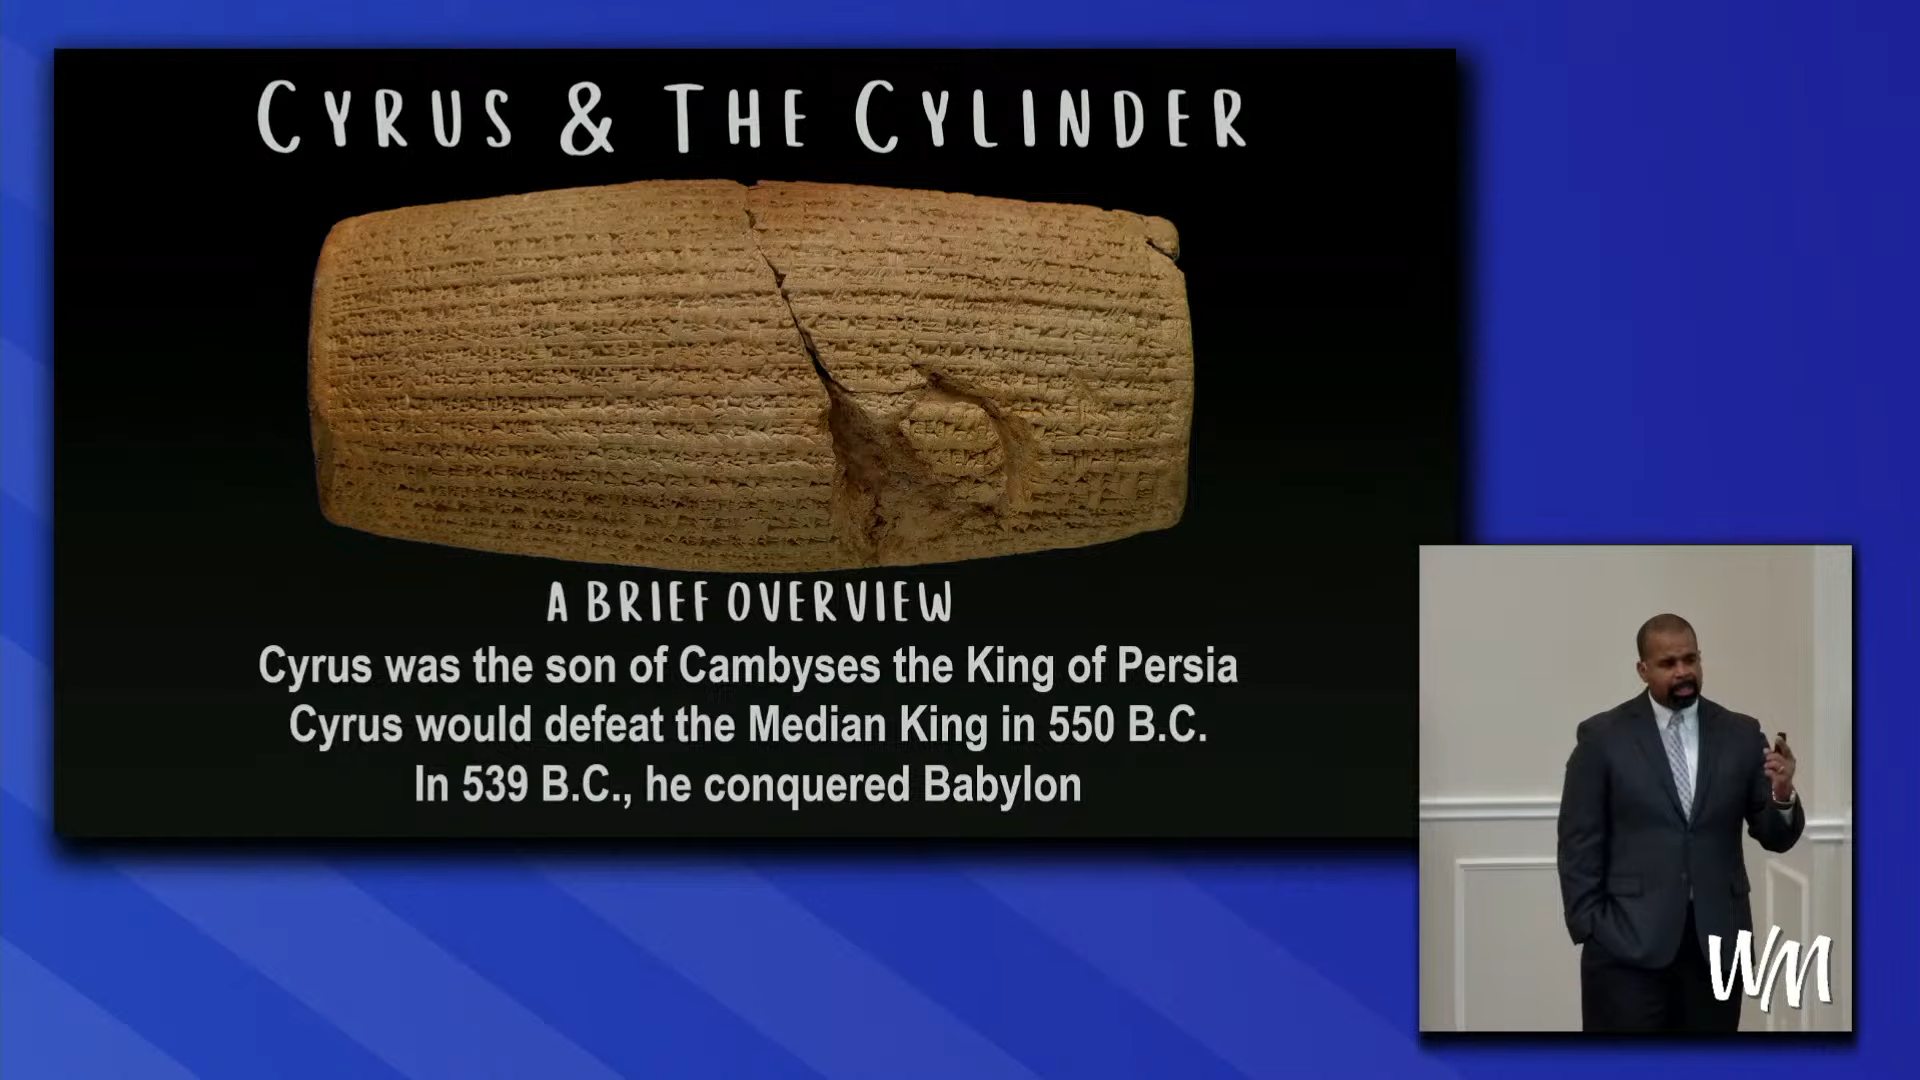 CYRUS & THE CYLINDER
A BRIEF OVERVIEW
Cyrus was the son of Cambyses the King of Persia
Cyrus would defeat the Median King in 550 B.C.
In 539 B.C., he conquered Babylon
WM